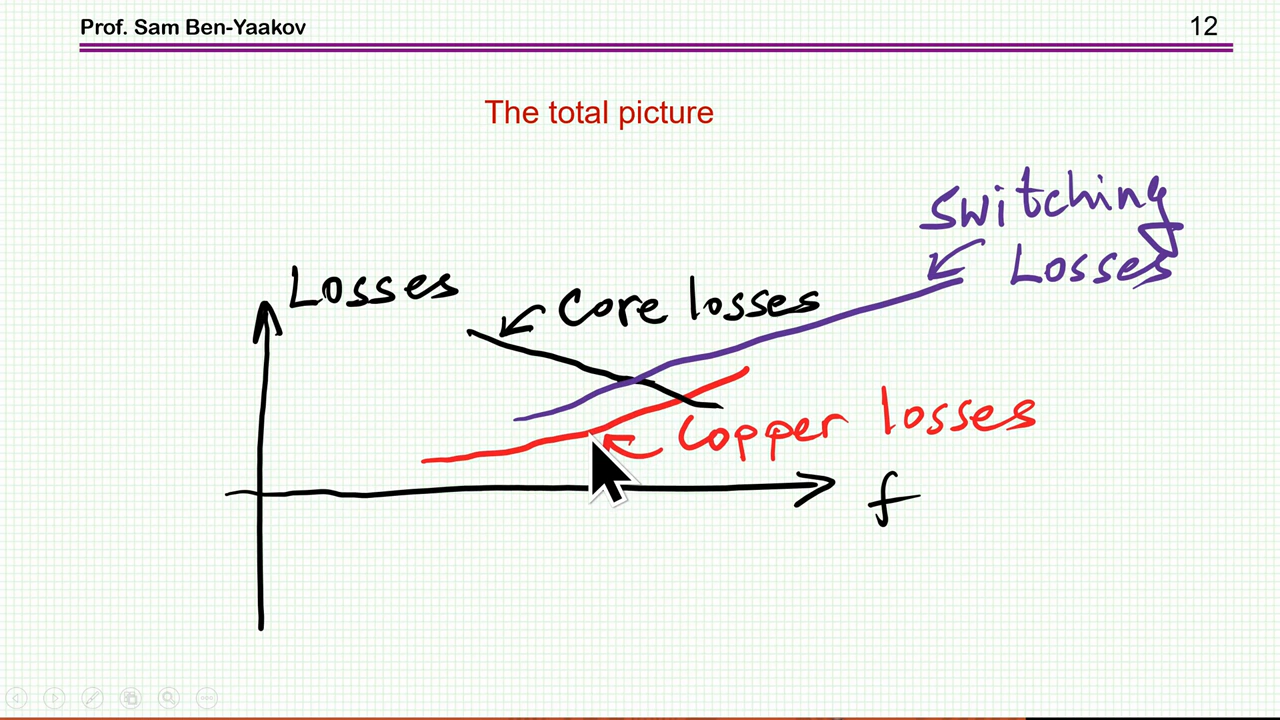 Prof. Sam Ben-Yaakov
12
The total picture
Switching
Losses
Losses
Core losses
Copper losses
f